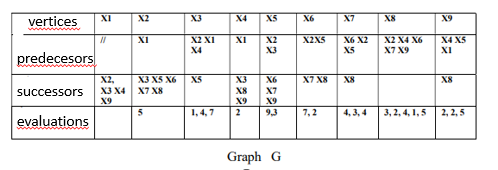 vertices X1 X2 X3 X4 X5 X6 X7 X8 X9
predecesors // X1 X2 X1 X4 X1 X2 X3 X2X5 X6 X2 X5 X2 X4 X6 X7 X9 X4 X5 X1
successors X2, X3 X4 X9 X3 X5 X6 X7 X8 X5 X3 X8 X9 X6 X7 X9 X7 X8 X8 X8
evaluations 5 1, 4, 7 2 9,3 7, 2 4, 3, 4 3, 2, 4, 1, 5 2, 2, 5
Graph G